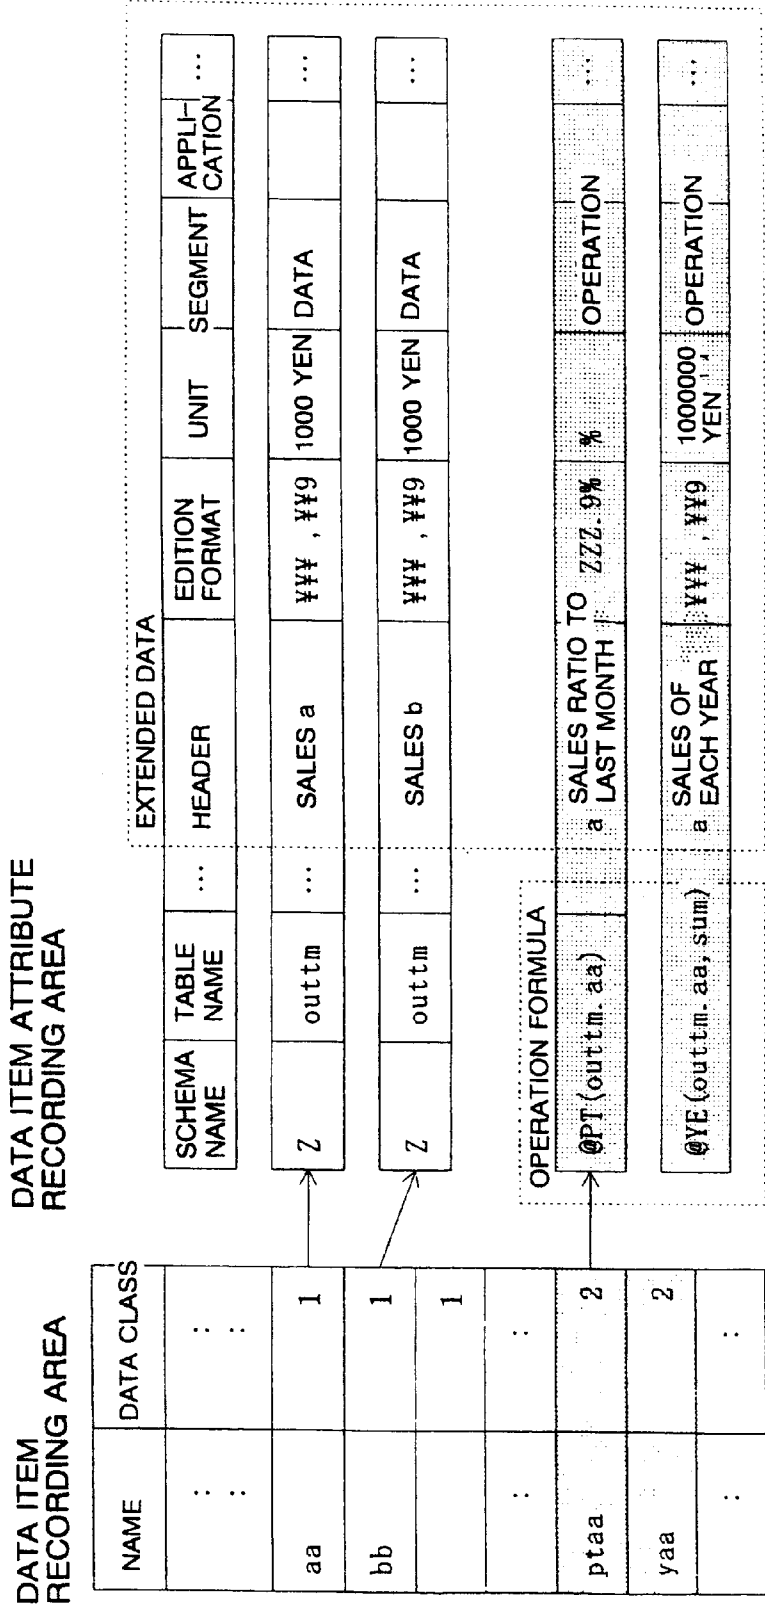 DATA ITEM
RECORDING AREA
NAME DATA CLASS
: :
: :
aa 1
bb 1
1
: :
ptaa 2
yaa 2
: :
DATA ITEM ATTRIBUTE
RECORDING AREA
EXTENDED DATA
SCHEMA NAME TABLE NAME ... HEADER EDITION FORMAT UNIT SEGMENT APPLI-CATION ...
Z outtm ... SALES a ¥¥¥ , ¥¥9 1000 YEN DATA ...
Z outtm ... SALES b ¥¥¥ , ¥¥9 1000 YEN DATA ...
OPERATION FORMULA
@PT(outtm. aa) a SALES RATIO TO LAST MONTH ZZZ. 9% % OPERATION ...
@YE(outtm. aa, sum) a SALES OF EACH YEAR ¥¥¥ , ¥¥9 1000000 YEN OPERATION ...